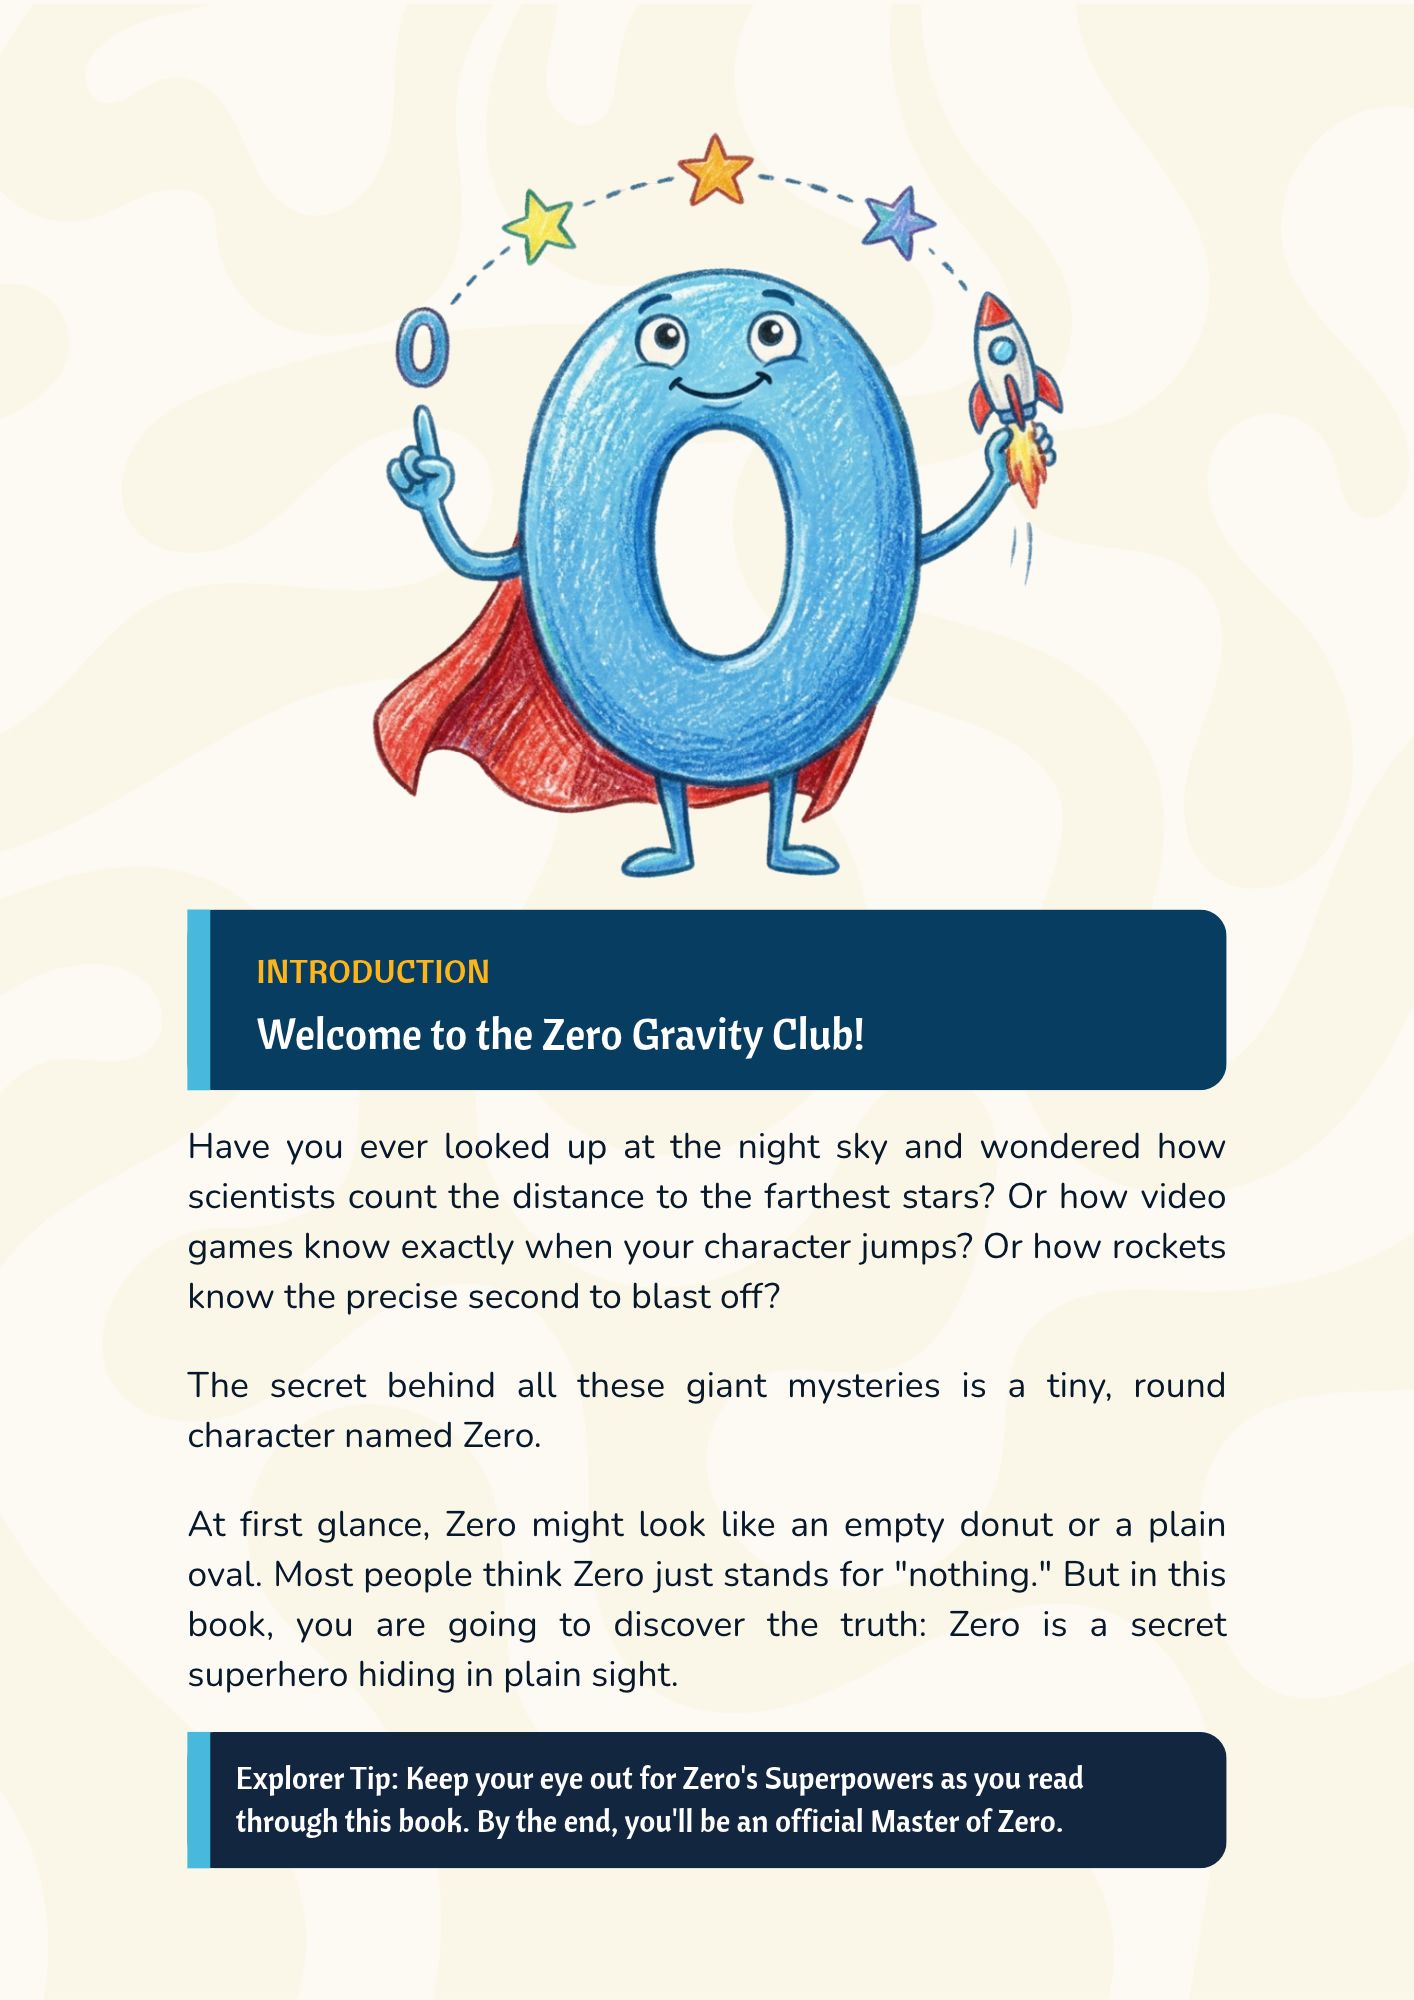 0
INTRODUCTION
Welcome to the Zero Gravity Club!
Have you ever looked up at the night sky and wondered how
scientists count the distance to the farthest stars? Or how video
games know exactly when your character jumps? Or how rockets
know the precise second to blast off?
The secret behind all these giant mysteries is a tiny, round
character named Zero.
At first glance, Zero might look like an empty donut or a plain
oval. Most people think Zero just stands for "nothing." But in this
book, you are going to discover the truth: Zero is a secret
superhero hiding in plain sight.
Explorer Tip: Keep your eye out for Zero's Superpowers as you read
through this book. By the end, you'll be an official Master of Zero.